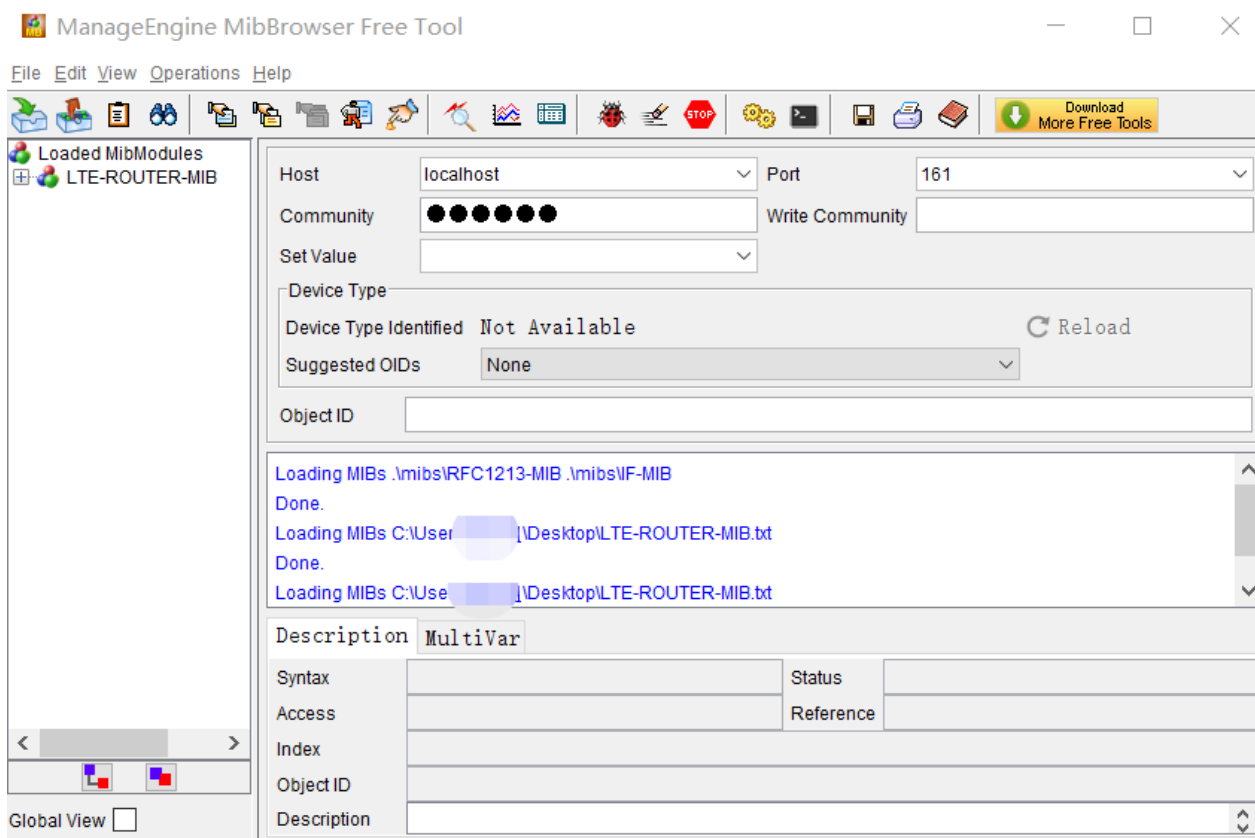 ManageEngine MibBrowser Free Tool
File Edit View Operations Help
STOP
Download
More Free Tools
Loaded MibModules
LTE-ROUTER-MIB
Host localhost Port 161
Community ●●●●●● Write Community
Set Value
Device Type
Device Type Identified Not Available Reload
Suggested OIDs None
Object ID
Loading MIBs .\mibs\RFC1213-MIB .\mibs\IF-MIB
Done.
Loading MIBs C:\User \Desktop\LTE-ROUTER-MIB.txt
Done.
Loading MIBs C:\Use \Desktop\LTE-ROUTER-MIB.txt
Description MultiVar
Syntax Status
Access Reference
Index
Object ID
Description
Global View